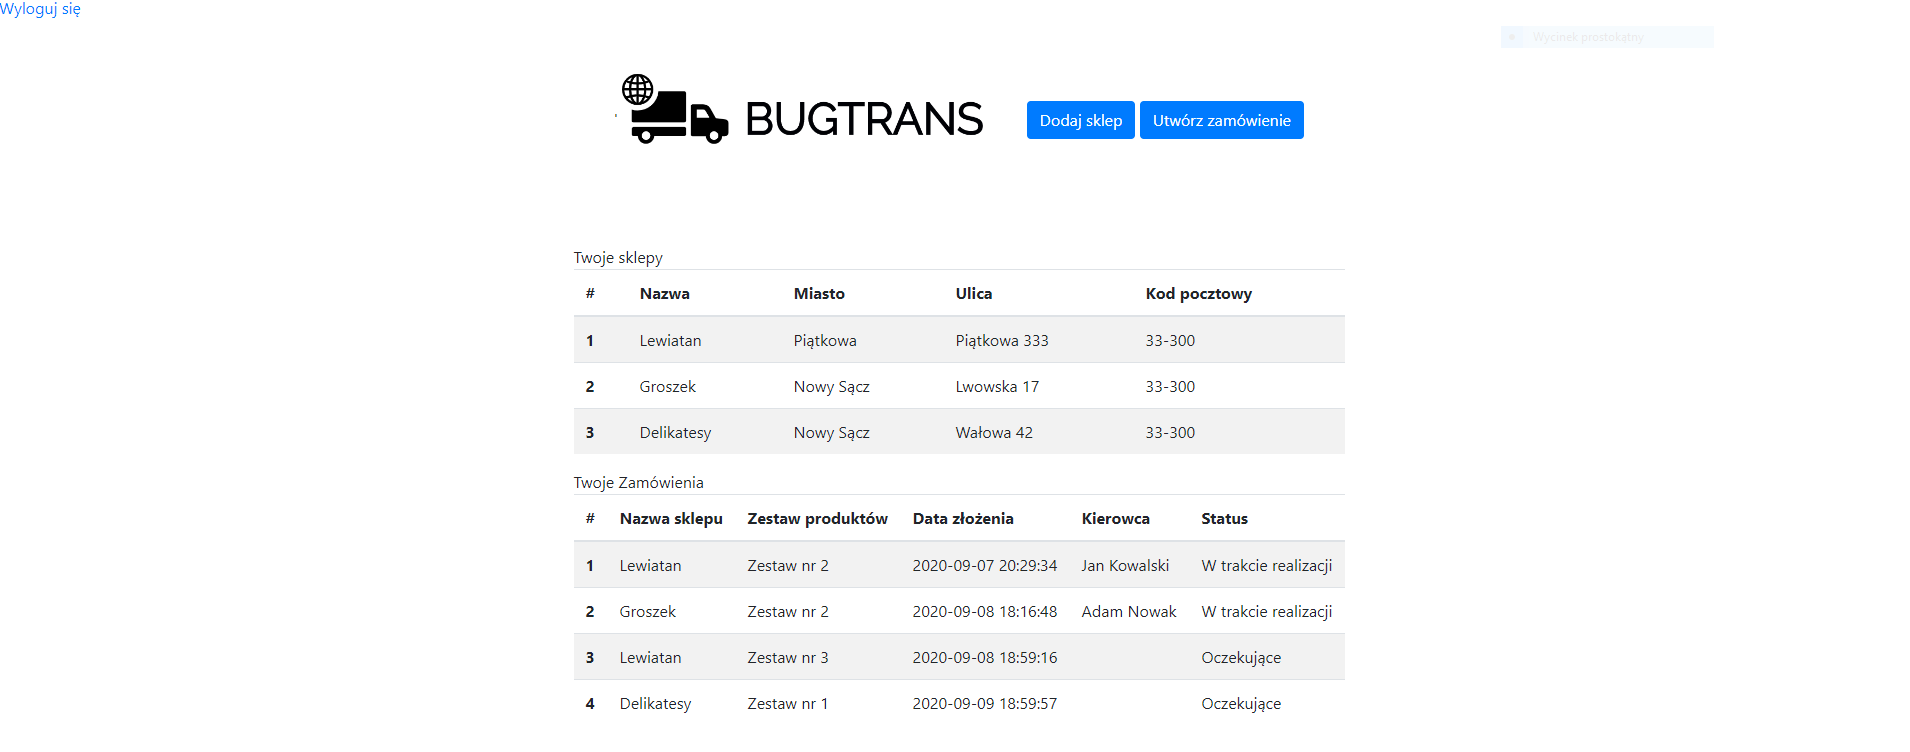 Wyloguj się
Wycinek prostokątny
BUGTRANS Dodaj sklep Utwórz zamówienie
Twoje sklepy
# Nazwa Miasto Ulica Kod pocztowy
1 Lewiatan Piątkowa Piątkowa 333 33-300
2 Groszek Nowy Sącz Lwowska 17 33-300
3 Delikatesy Nowy Sącz Wałowa 42 33-300
Twoje Zamówienia
# Nazwa sklepu Zestaw produktów Data złożenia Kierowca Status
1 Lewiatan Zestaw nr 2 2020-09-07 20:29:34 Jan Kowalski W trakcie realizacji
2 Groszek Zestaw nr 2 2020-09-08 18:16:48 Adam Nowak W trakcie realizacji
3 Lewiatan Zestaw nr 3 2020-09-08 18:59:16 Oczekujące
4 Delikatesy Zestaw nr 1 2020-09-09 18:59:57 Oczekujące